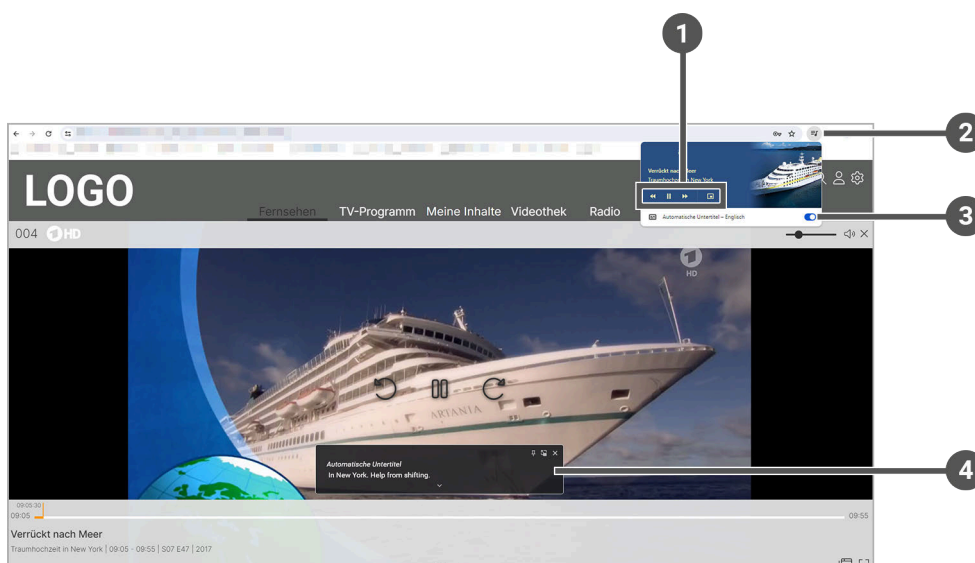 1
2
Verrückt nach Meer
Traumhochzeit in New York
LOGO
Fernsehen TV-Programm Meine Inhalte Videothek Radio
Automatische Untertitel – Englisch
3
004 1 HD
1
HD
ARTANIA
Automatische Untertitel
In New York. Help from shifting.
4
09:05:30
09:05
09:55
Verrückt nach Meer
Traumhochzeit in New York | 09:05 - 09:55 | S07 E47 | 2017